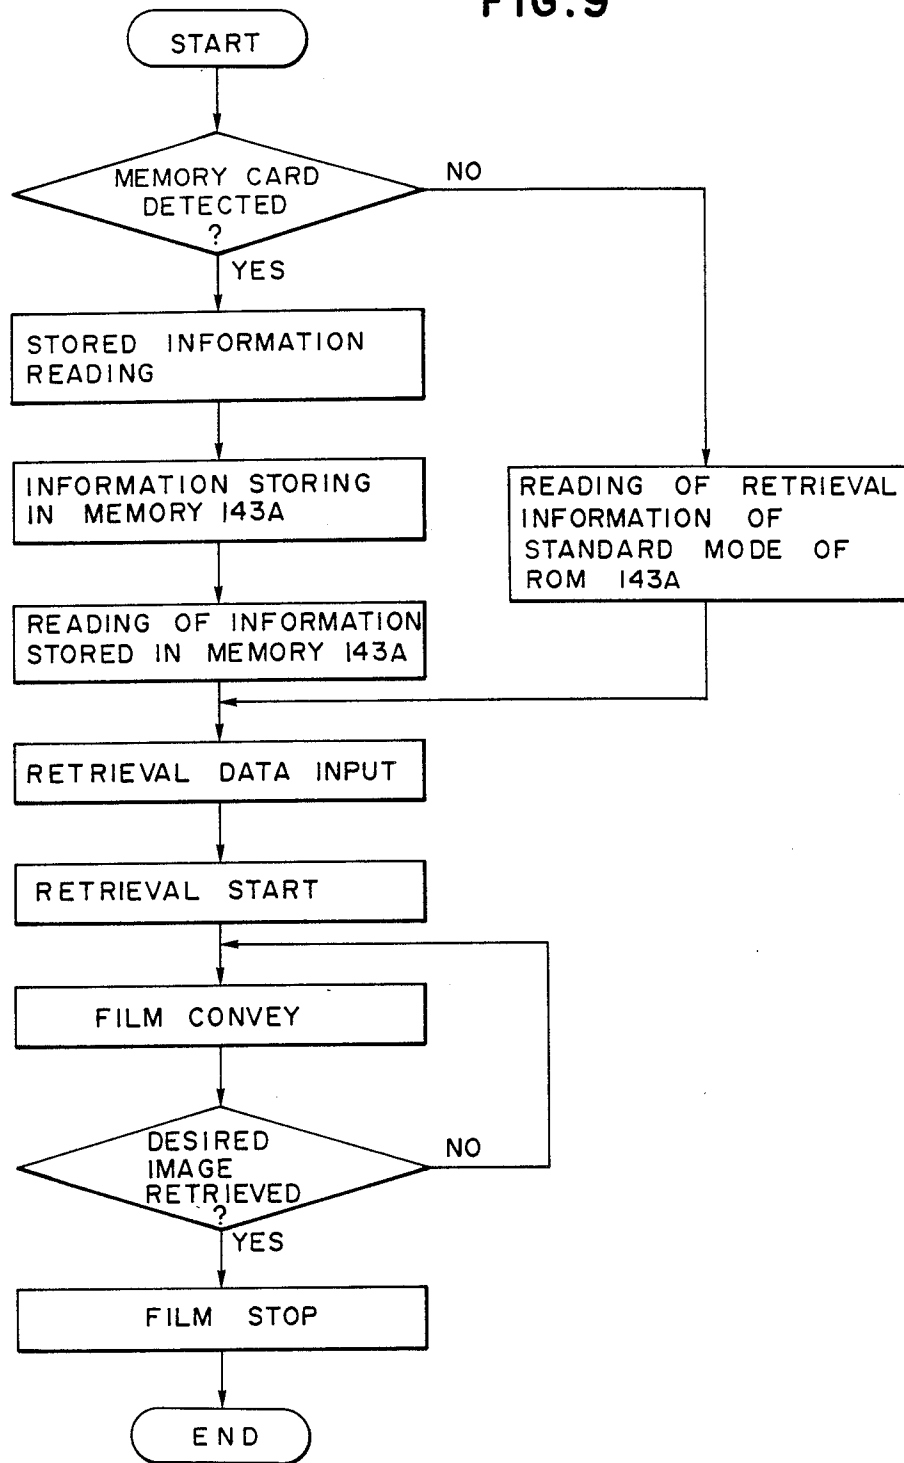 FIG.9
START
MEMORY CARD
DETECTED
?
NO
YES
STORED INFORMATION
READING
INFORMATION STORING
IN MEMORY 143A
READING OF RETRIEVAL
INFORMATION OF
STANDARD MODE OF
ROM 143A
READING OF INFORMATION
STORED IN MEMORY 143A
RETRIEVAL DATA INPUT
RETRIEVAL START
FILM CONVEY
DESIRED
IMAGE
RETRIEVED
?
NO
YES
FILM STOP
END